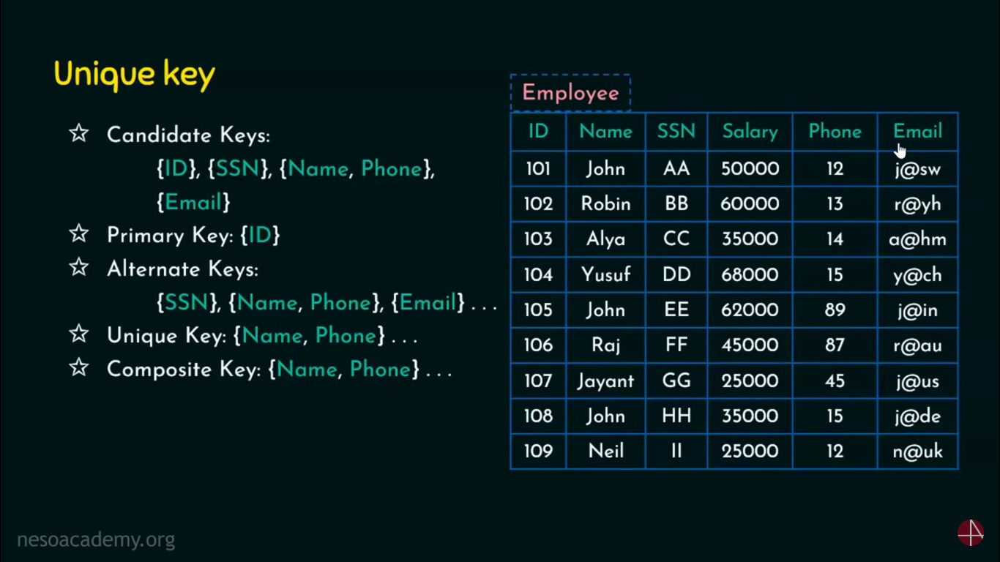 Unique key
☆ Candidate Keys:
{ID}, {SSN}, {Name, Phone},
{Email}
☆ Primary Key: {ID}
☆ Alternate Keys:
{SSN}, {Name, Phone}, {Email} . . .
☆ Unique Key: {Name, Phone} . . .
☆ Composite Key: {Name, Phone} . . .
Employee
ID Name SSN Salary Phone Email
101 John AA 50000 12 j@sw
102 Robin BB 60000 13 r@yh
103 Alya CC 35000 14 a@hm
104 Yusuf DD 68000 15 y@ch
105 John EE 62000 89 j@in
106 Raj FF 45000 87 r@au
107 Jayant GG 25000 45 j@us
108 John HH 35000 15 j@de
109 Neil II 25000 12 n@uk
nesoacademy.org